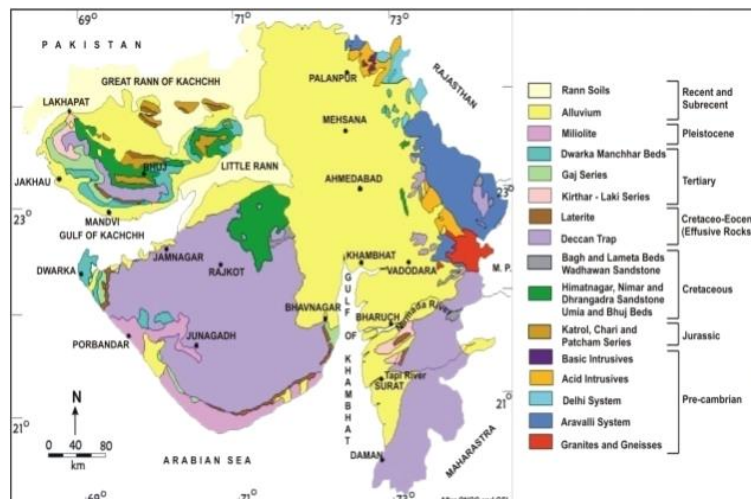 69°
71°
73°
PAKISTAN
GREAT RANN OF KACHCHH
LAKHAPAT
PALANPUR
RAJASTHAN
MEHSANA
BHUJ
LITTLE RANN
JAKHAU
AHMEDABAD
23°
23°
MANDVI
GULF OF KACHCHH
JAMNAGAR
DWARKA
RAJKOT
KHAMBHAT
VADODARA
M. P.
GULF OF KHAMBHAT
BHAVNAGAR
BHARUCH
Narmada River
PORBANDAR
JUNAGADH
Tapi River
SURAT
N
21°
21°
0 40 80
km
DAMAN
MAHARASTRA
ARABIAN SEA
69°
71°
73°
Rann Soils
Alluvium
Recent and
Subrecent
Miliolite
Pleistocene
Dwarka Manchhar Beds
Gaj Series
Kirthar - Laki Series
Tertiary
Laterite
Deccan Trap
Cretaceo-Eocen
(Effusive Rocks
Bagh and Lameta Beds
Wadhawan Sandstone
Himatnagar, Nimar and
Dhrangadra Sandstone
Umia and Bhuj Beds
Cretaceous
Katrol, Chari and
Patcham Series
Jurassic
Basic Intrusives
Acid Intrusives
Delhi System
Aravalli System
Granites and Gneisses
Pre-cambrian